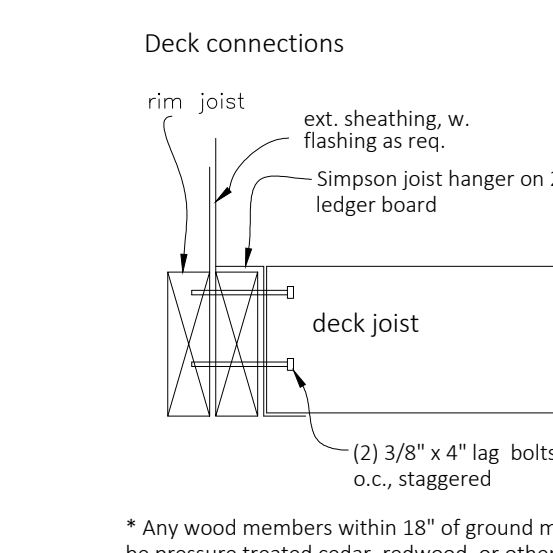 Deck connections
rim joist
ext. sheathing, w.
flashing as req.
Simpson joist hanger on
ledger board
deck joist
(2) 3/8" x 4" lag bolts
o.c., staggered
* Any wood members within 18" of ground
be pressure treated cedar, redwood, or other